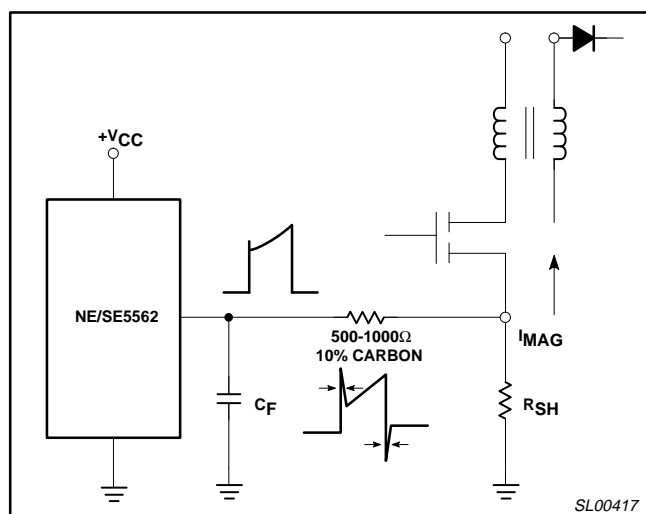 +VCC
NE/SE5562
500-1000Ω
10% CARBON
IMAG
CF
RSH
SL00417